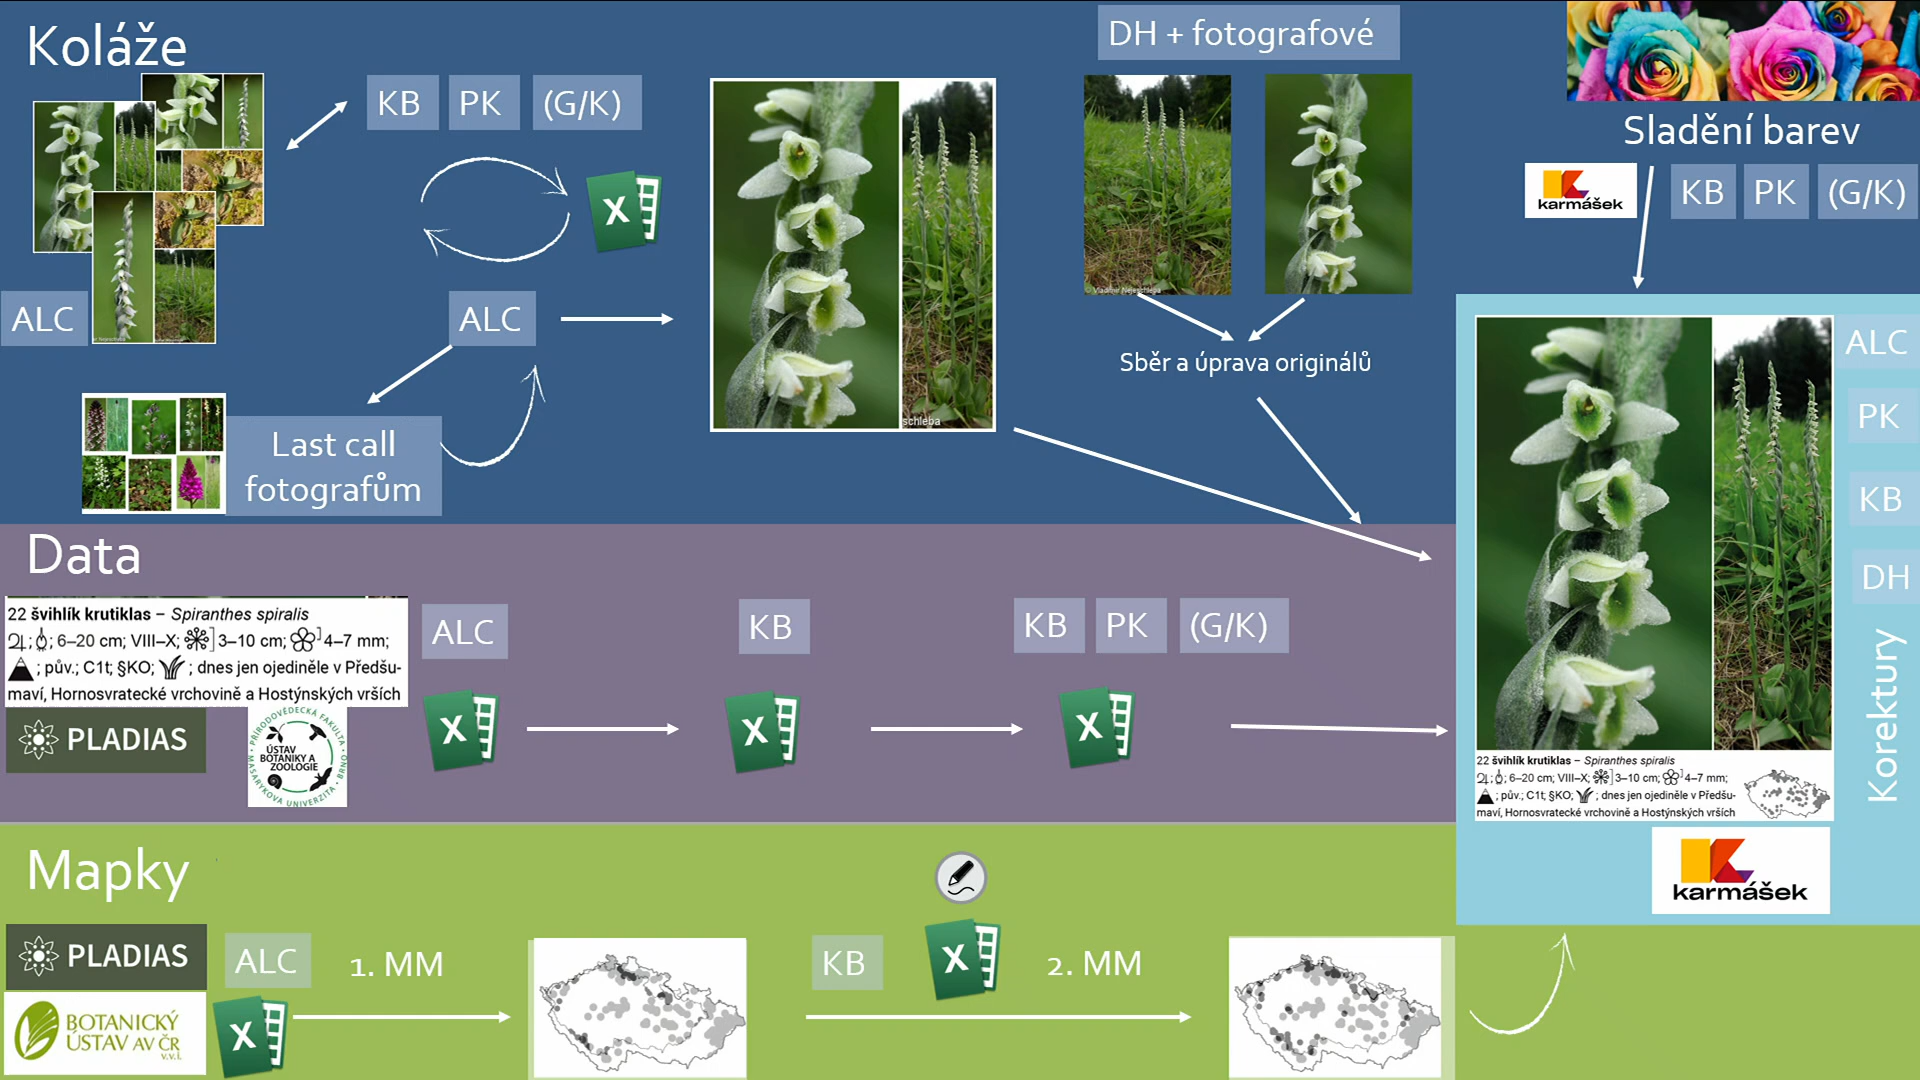 Koláže
KB PK (G/K)
X
ALC
ALC
Last call
fotografům
schleba
DH + fotografové
© Vladimír Nejeschleba
Sběr a úprava originálů
Sladění barev
karmášek
KB PK (G/K)
ALC
PK
KB
DH
Korektury
22 švihlík krutiklas – Spiranthes spiralis
6–20 cm; VIII–X; 3–10 cm; 4–7 mm;
; pův.; C1t; §KO; ; dnes jen ojediněle v Předšu-
maví, Hornosvratecké vrchovině a Hostýnských vrších
karmášek
Data
22 švihlík krutiklas – Spiranthes spiralis
6–20 cm; VIII–X; 3–10 cm; 4–7 mm;
; pův.; C1t; §KO; ; dnes jen ojediněle v Předšu-
maví, Hornosvratecké vrchovině a Hostýnských vrších
PLADIAS
PŘÍRODOVĚDECKÁ FAKULTA • MASARYKOVA UNIVERZITA • BRNO
ÚSTAV
BOTANIKY A
ZOOLOGIE
ALC
X
KB
X
KB PK (G/K)
X
Mapky
PLADIAS
BOTANICKÝ
ÚSTAV AV ČR
v.v.i.
ALC
X
1. MM
KB
X
2. MM